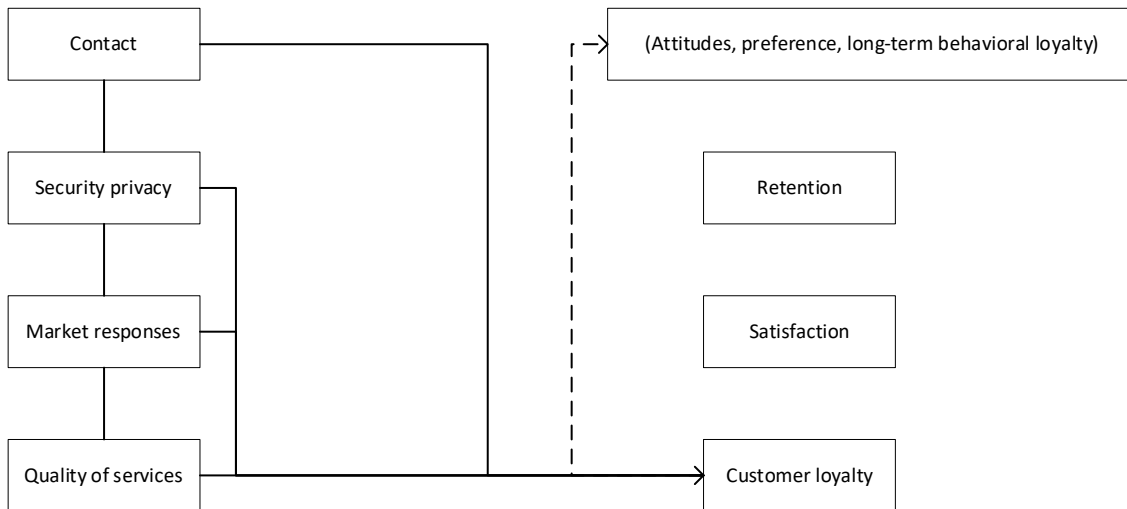 Contact
(Attitudes, preference, long-term behavioral loyalty)
Security privacy
Retention
Market responses
Satisfaction
Quality of services
Customer loyalty